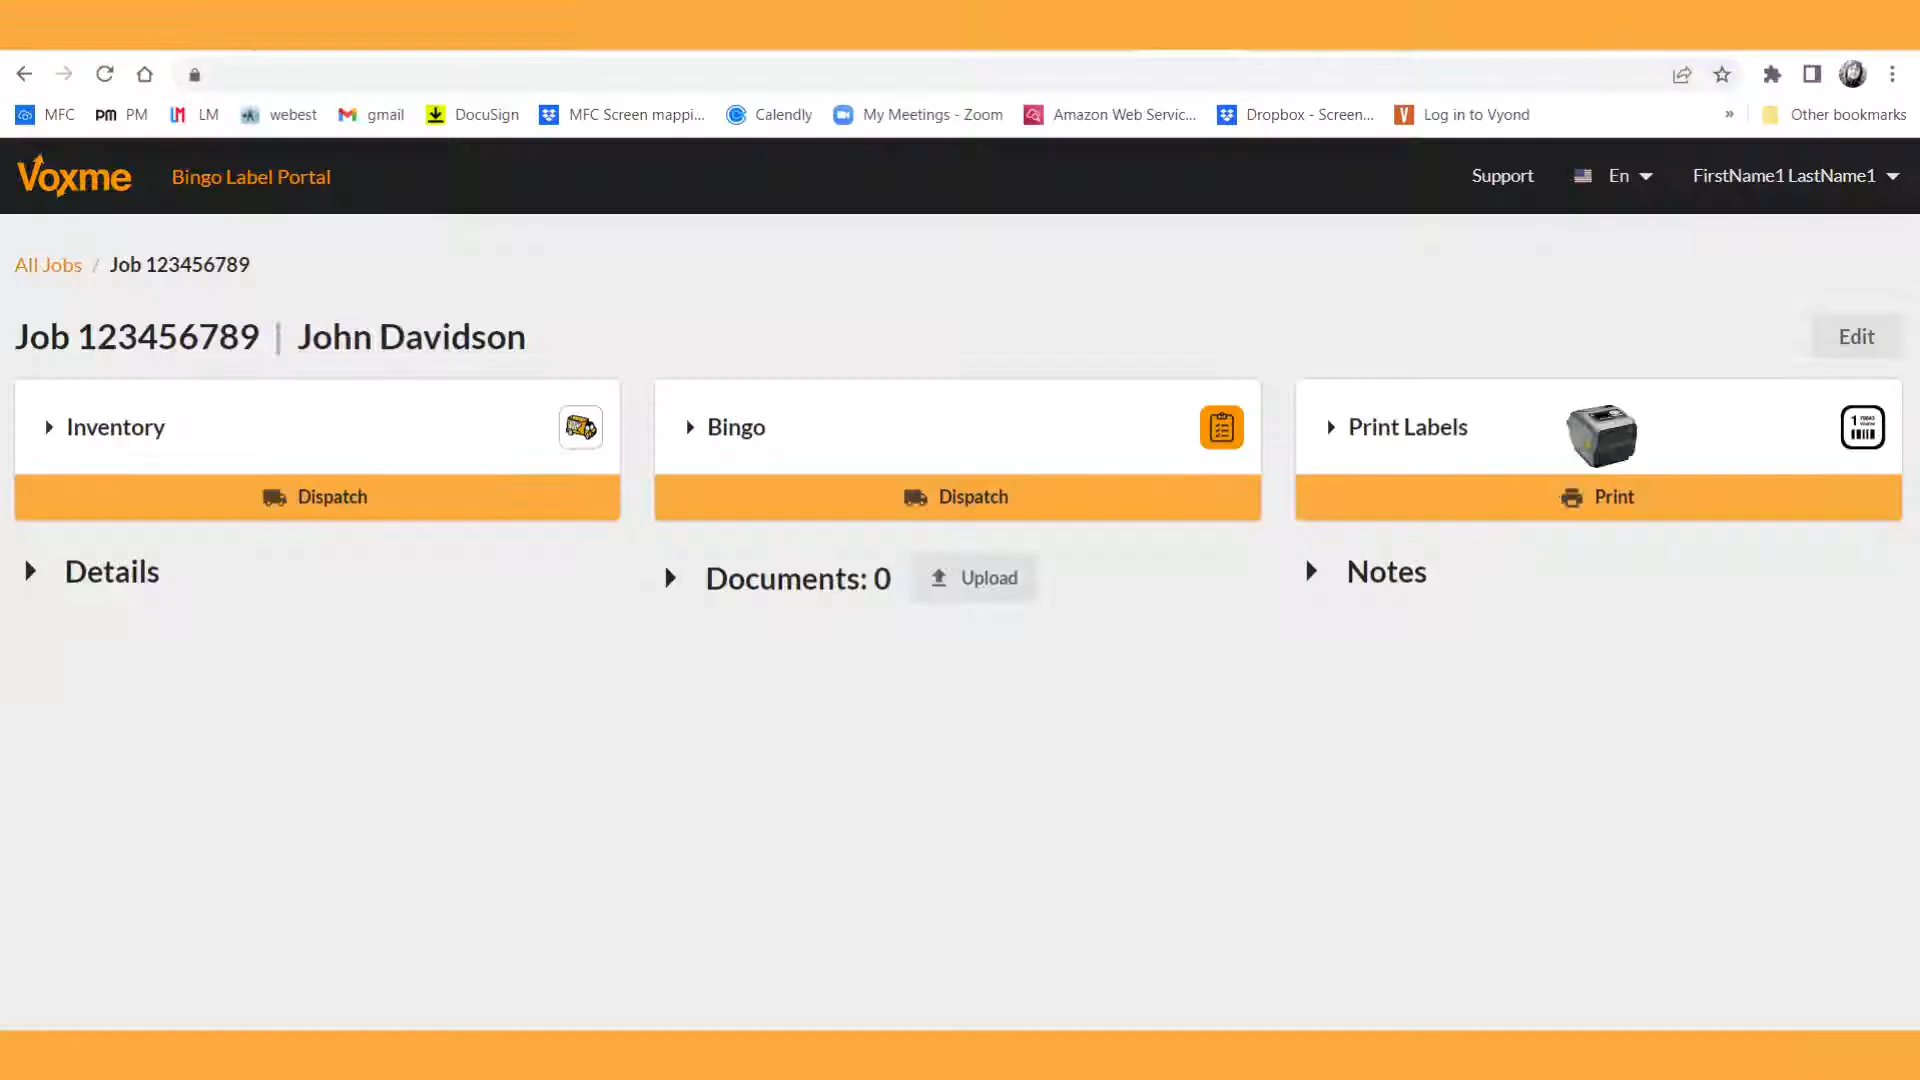 MFC PM LM webest gmail DocuSign MFC Screen mappi... Calendly My Meetings - Zoom Amazon Web Servic... Dropbox - Screen... Log in to Vyond » Other bookmarks
Voxme Bingo Label Portal Support En FirstName1 LastName1
All Jobs / Job 123456789
Job 123456789 | John Davidson Edit
Inventory
Dispatch
Bingo
Dispatch
Print Labels
Print
Details
Documents: 0 Upload
Notes